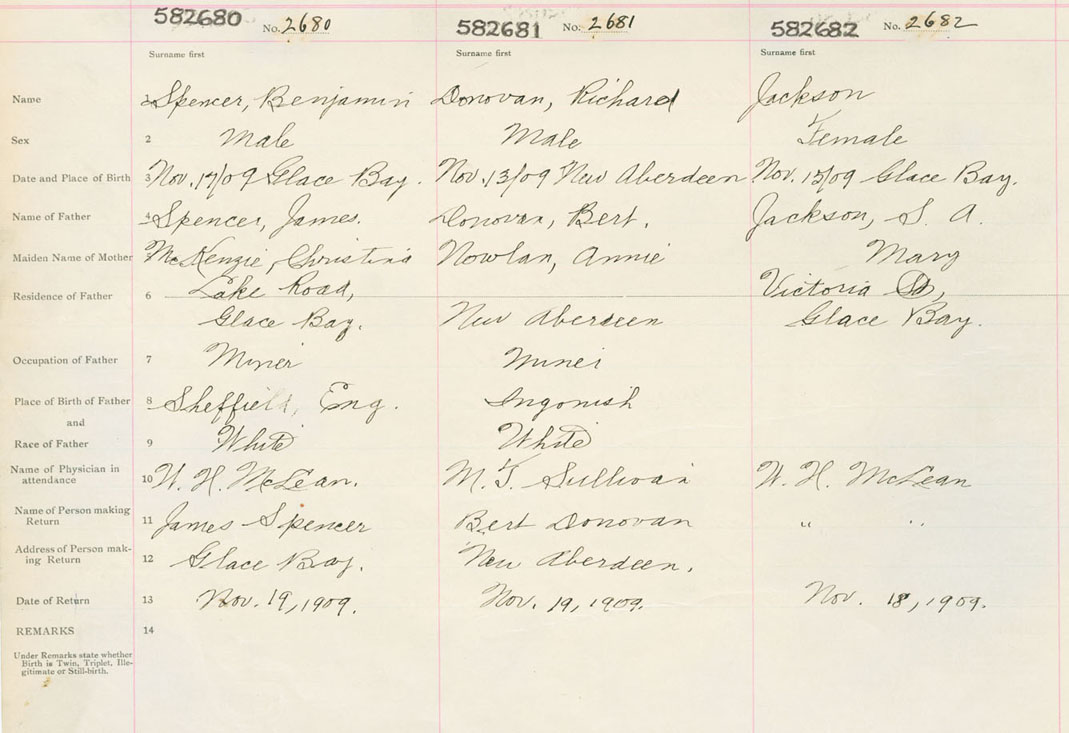 582680 No. 2680 582681 No. 2681 582682 No. 2682
Surname first Surname first Surname first
Name 1 Spencer, Benjamin Donovan, Richard Jackson
Sex 2 Male Male Female
Date and Place of Birth 3 Nov. 17/09 Glace Bay. Nov. 13/09 New Aberdeen Nov. 15/09 Glace Bay.
Name of Father 4 Spencer, James. Donovan, Bert. Jackson, S. A.
Maiden Name of Mother McKenzie, Christina Nowlan, Annie Mary
Residence of Father 6 Lake Road, Victoria
Glace Bay. New Aberdeen Glace Bay.
Occupation of Father 7 Miner Miner
Place of Birth of Father 8 Sheffield, Eng. Ingonish
and
Race of Father 9 White White
Name of Physician in
attendance 10 W. H. McLean. M. T. Sullivan W. H. McLean
Name of Person making
Return 11 James Spencer Bert Donovan " "
Address of Person mak-
ing Return 12 Glace Bay. New Aberdeen.
Date of Return 13 Nov. 19, 1909. Nov. 19, 1909. Nov. 18, 1909.
REMARKS 14
Under Remarks state whether
Birth is Twin, Triplet, Ille-
gitimate or Still-birth.